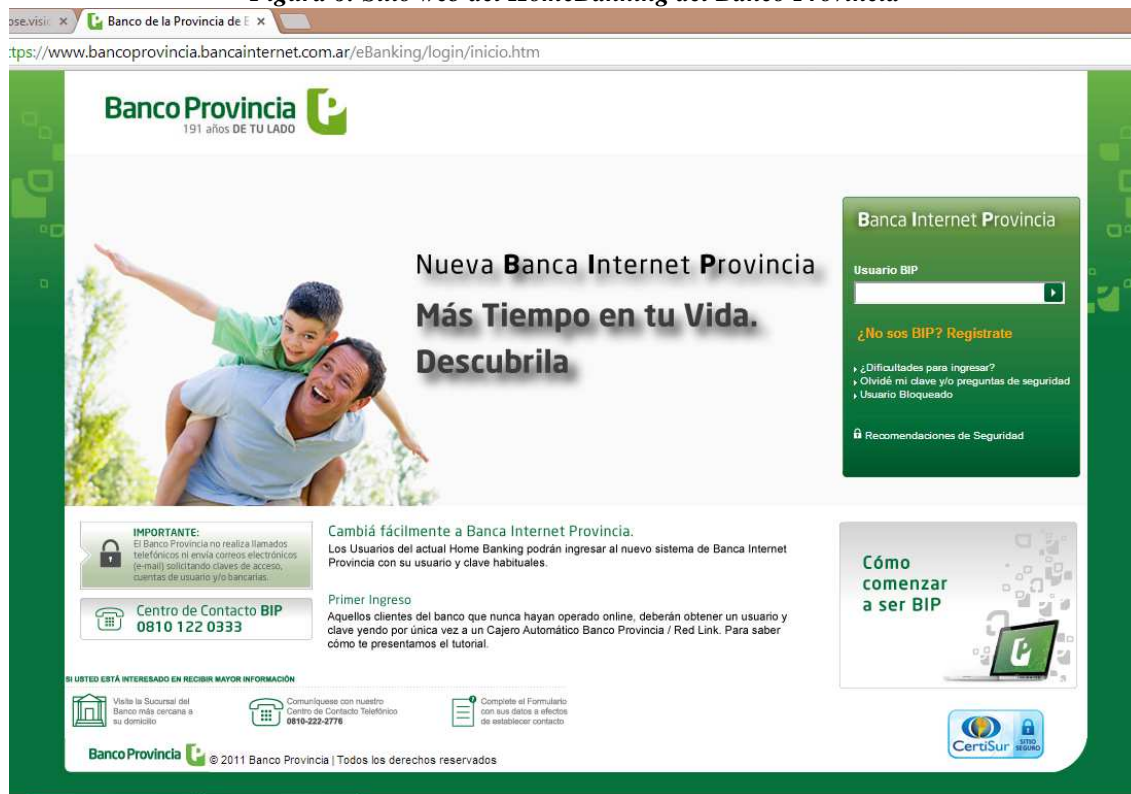 Figura 6: Sitio web del HomeBanking del Banco Provincia
ose.visio
Banco de la Provincia de B
tps://www.bancoprovincia.bancainternet.com.ar/eBanking/login/inicio.htm
Banco Provincia
191 años DE TU LADO
Banca Internet Provincia
Usuario BIP
¿No sos BIP? Registrate
¿Dificultades para ingresar?
Olvidé mi clave y/o preguntas de seguridad
Usuario Bloqueado
Recomendaciones de Seguridad
Nueva Banca Internet Provincia
Más Tiempo en tu Vida.
Descubrila
IMPORTANTE:
El Banco Provincia no realiza llamados
telefónicos ni envía correos electrónicos
(e-mail) solicitando claves de acceso,
cuentas de usuario y/o bancarias.
Centro de Contacto BIP
0810 122 0333
Cambiá fácilmente a Banca Internet Provincia.
Los Usuarios del actual Home Banking podrán ingresar al nuevo sistema de Banca Internet
Provincia con su usuario y clave habituales.
Primer Ingreso
Aquellos clientes del banco que nunca hayan operado online, deberán obtener un usuario y
clave yendo por única vez a un Cajero Automático Banco Provincia / Red Link. Para saber
cómo te presentamos el tutorial.
Cómo
comenzar
a ser BIP
SI USTED ESTÁ INTERESADO EN RECIBIR MAYOR INFORMACIÓN
Visite la Sucursal del
Banco más cercana a
su domicilio
Comuníquese con nuestro
Centro de Contacto Telefónico
0810-222-2776
Complete el Formulario
con sus datos a efectos
de establecer contacto
CertiSur
SITIO
SEGURO
Banco Provincia © 2011 Banco Provincia | Todos los derechos reservados